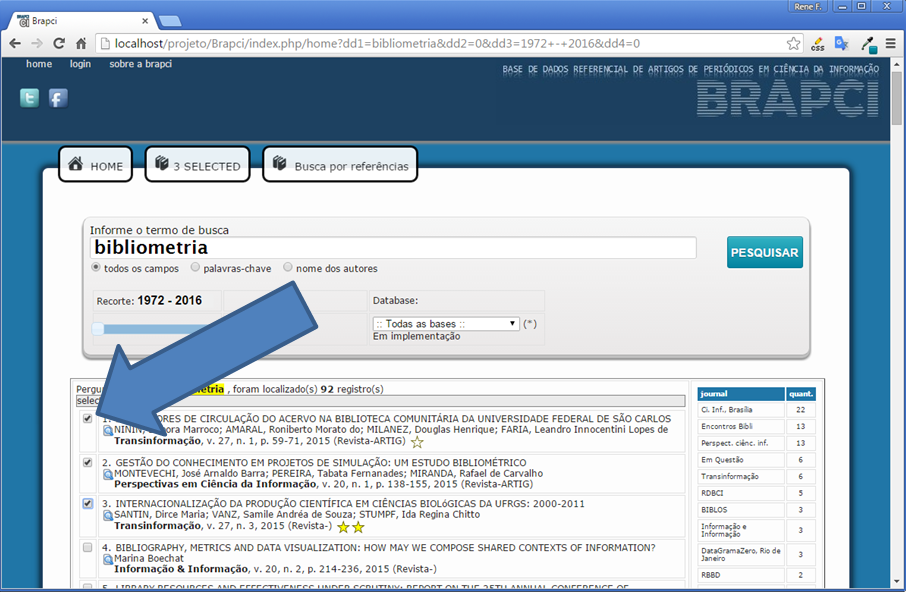 Rene F.
Brapci
localhost/projeto/Brapci/index.php/home?dd1=bibliometria&dd2=0&dd3=1972+-+2016&dd4=0
css
home login sobre a brapci
BASE DE DADOS REFERENCIAL DE ARTIGOS DE PERIÓDICOS EM CIÊNCIA DA INFORMAÇÃO
BRAPCI
HOME
3 SELECTED
Busca por referências
Informe o termo de busca
bibliometria
PESQUISAR
todos os campos palavras-chave nome dos autores
Recorte: 1972 - 2016
Database:
:: Todas as bases :: (*)
Em implementação
, foram localizado(s) 92 registro(s)
ORES DE CIRCULAÇÃO DO ACERVO NA BIBLIOTECA COMUNITÁRIA DA UNIVERSIDADE FEDERAL DE SÃO CARLOS
Marroco; AMARAL, Roniberto Morato do; MILANEZ, Douglas Henrique; FARIA, Leandro Innocentini Lopes de
Transinformação, v. 27, n. 1, p. 59-71, 2015 (Revista-ARTIG)
2. GESTÃO DO CONHECIMENTO EM PROJETOS DE SIMULAÇÃO: UM ESTUDO BIBLIOMÉTRICO
MONTEVECHI, José Arnaldo Barra; PEREIRA, Tabata Fernandes; MIRANDA, Rafael de Carvalho
Perspectivas em Ciência da Informação, v. 20, n. 1, p. 138-155, 2015 (Revista-ARTIG)
3. INTERNACIONALIZAÇÃO DA PRODUÇÃO CIENTÍFICA EM CIÊNCIAS BIOLóGICAS DA UFRGS: 2000-2011
SANTIN, Dirce Maria; VANZ, Samile Andréa de Souza; STUMPF, Ida Regina Chitto
Transinformação, v. 27, n. 3, 2015 (Revista-)
4. BIBLIOGRAPHY, METRICS AND DATA VISUALIZATION: HOW MAY WE COMPOSE SHARED CONTEXTS OF INFORMATION?
Marina Boechat
Informação & Informação, v. 20, n. 2, p. 214-236, 2015 (Revista-)
5. LIBRARY RESOURCES AND EFFECTIVENESS UNDER SCRUTINY: REPORT ON THE 35TH ANNUAL CONFERENCE OF
journal quant.
Ci. Inf., Brasília 22
Encontros Bibli 13
Perspect. ciênc. inf. 13
Em Questão 6
Transinformação 6
RDBCI 5
BIBLOS 3
Informação e
Informação 3
DataGramaZero, Rio de
Janeiro 3
RBBD 2